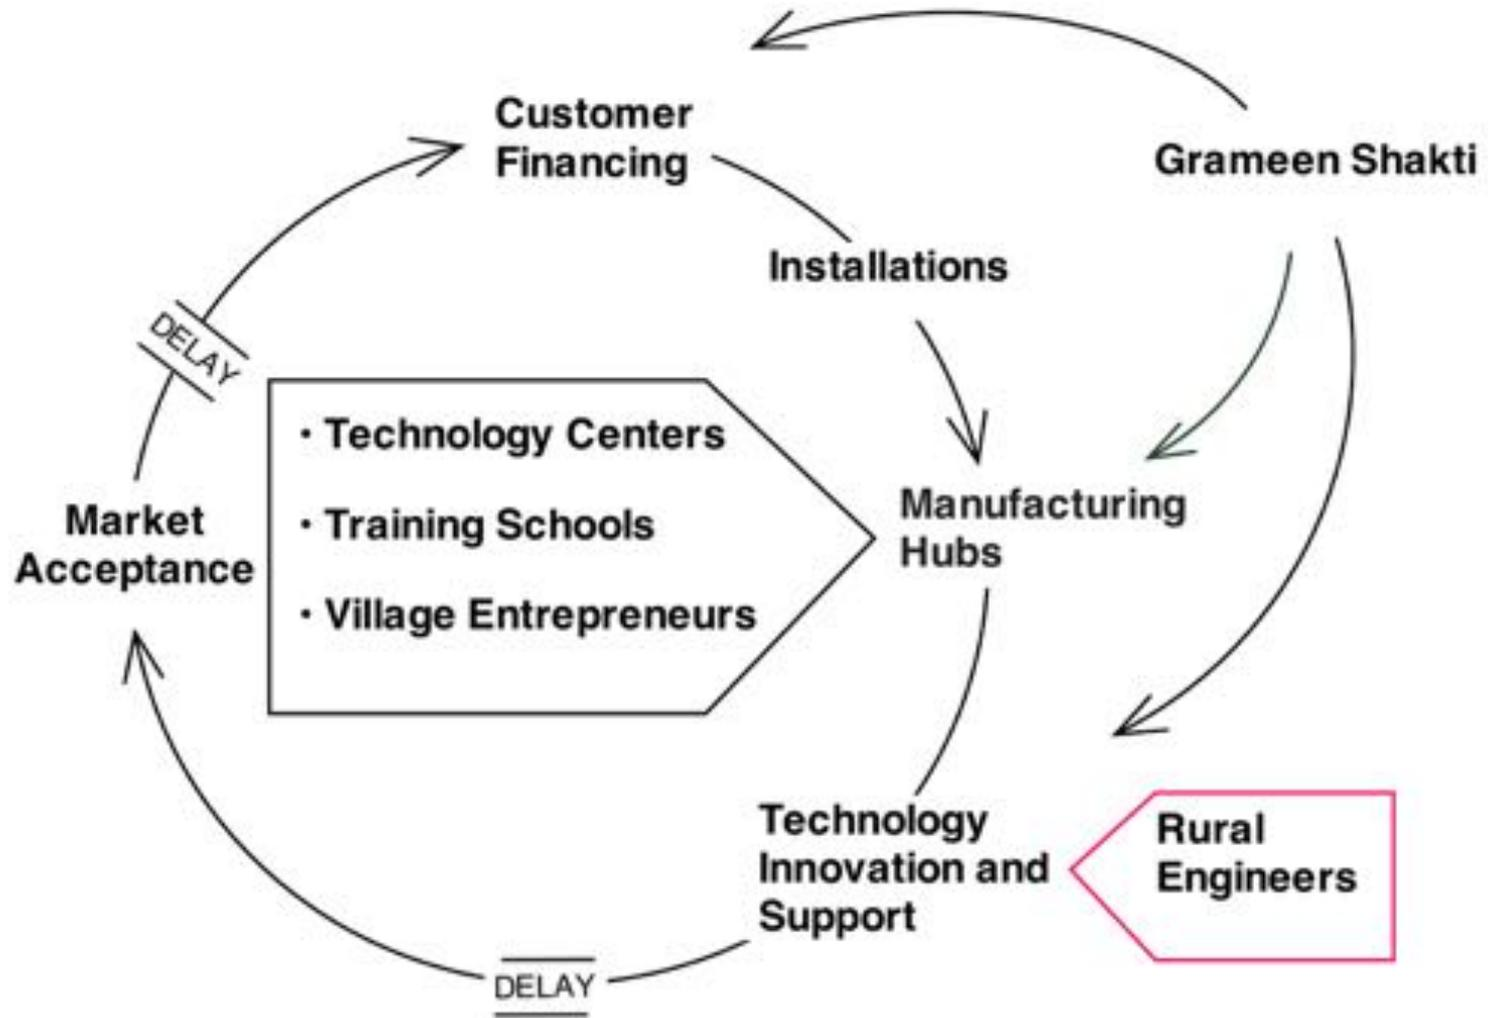 Customer
Financing
Grameen Shakti
Installations
DELAY
• Technology Centers
• Training Schools
• Village Entrepreneurs
Manufacturing
Hubs
Market
Acceptance
Technology
Innovation and
Support
Rural
Engineers
DELAY